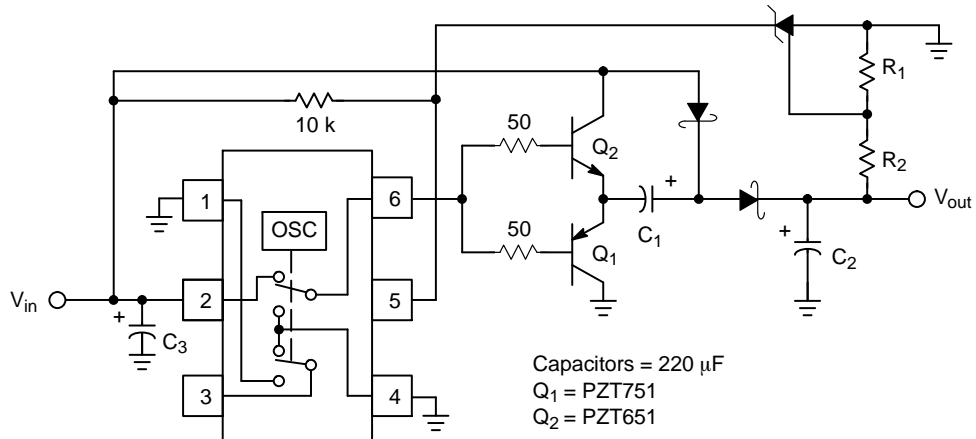 R1
10 k
50
Q2
R2
1
6
Vout
OSC
C1
+
50
Q1
+
C2
Vin
2
5
+
C3
3
4
Capacitors = 220 μF
Q1 = PZT751
Q2 = PZT651